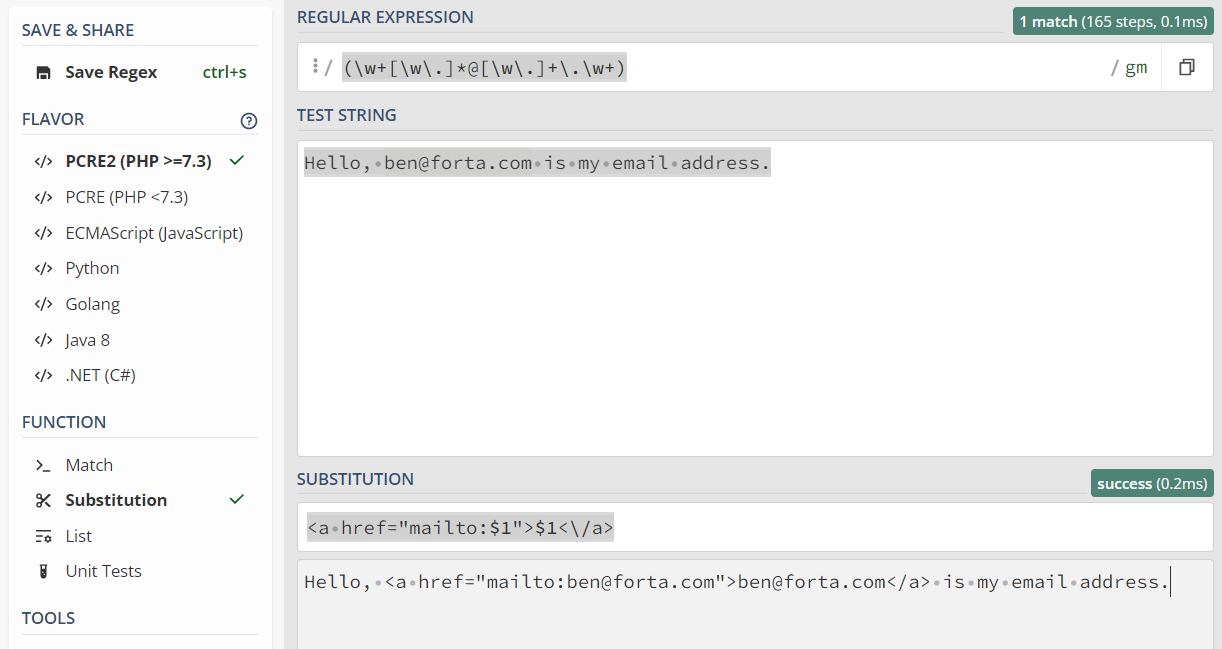 SAVE & SHARE
Save Regex ctrl+s
FLAVOR
</> PCRE2 (PHP >=7.3)
</> PCRE (PHP <7.3)
</> ECMAScript (JavaScript)
</> Python
</> Golang
</> Java 8
</> .NET (C#)
FUNCTION
>_ Match
Substitution
List
Unit Tests
TOOLS
REGULAR EXPRESSION
1 match (165 steps, 0.1ms)
/ (\w+[\w\.]*@[\w\.]+\.\w+) / gm
TEST STRING
Hello,·ben@forta.com·is·my·email·address.
SUBSTITUTION
success (0.2ms)
<a·href="mailto:$1">$1<\/a>
Hello,·<a·href="mailto:ben@forta.com">ben@forta.com</a>·is·my·email·address.